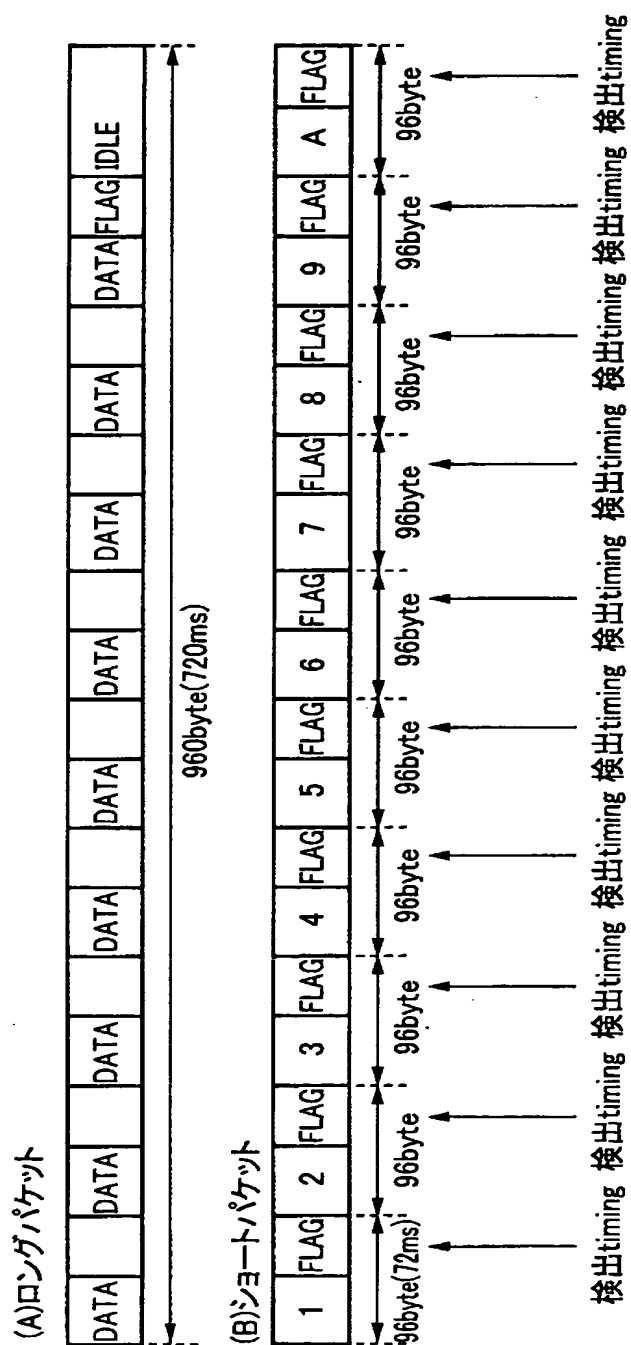 (A)ロングパケット
DATA DATA DATA DATA DATA DATA DATA DATA DATA FLAG IDLE
960byte(720ms)
(B)ショートパケット
1 FLAG 2 FLAG 3 FLAG 4 FLAG 5 FLAG 6 FLAG 7 FLAG 8 FLAG 9 FLAG A FLAG
96byte(72ms) 96byte 96byte 96byte 96byte 96byte 96byte 96byte 96byte 96byte
検出timing 検出timing 検出timing 検出timing 検出timing 検出timing 検出timing 検出timing 検出timing 検出timing